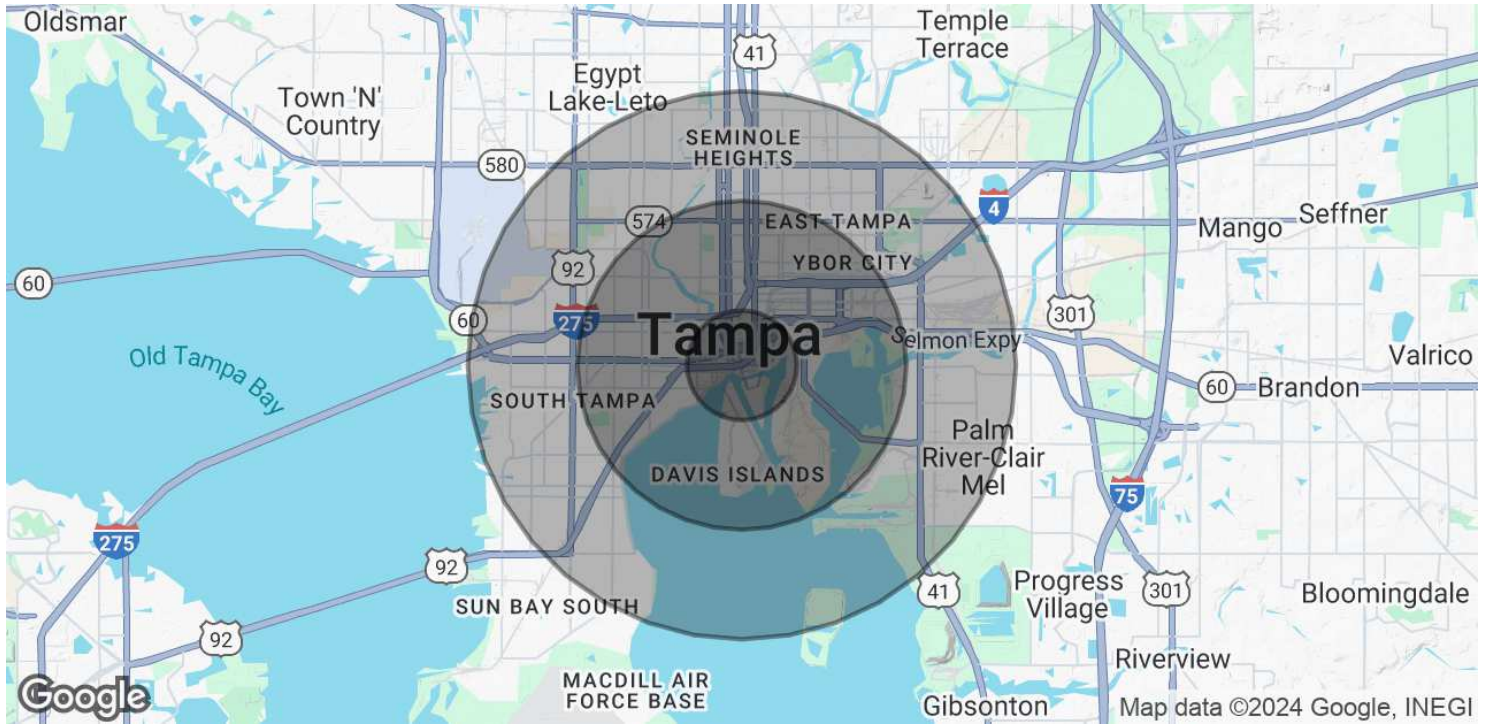 Oldsmar
41
Temple
Terrace
Egypt
Lake-Leto
Town 'N'
Country
SEMINOLE
HEIGHTS
580
4
574
EAST TAMPA
Mango
Seffner
60
92
YBOR CITY
60
275
301
Tampa
Selmon Expy
Old Tampa Bay
Valrico
60
Brandon
SOUTH TAMPA
Palm
River-Clair
Mel
DAVIS ISLANDS
75
275
92
41
Progress
Village
301
Bloomingdale
SUN BAY SOUTH
92
Riverview
MACDILL AIR
FORCE BASE
Gibsonton
Google
Map data ©2024 Google, INEGI